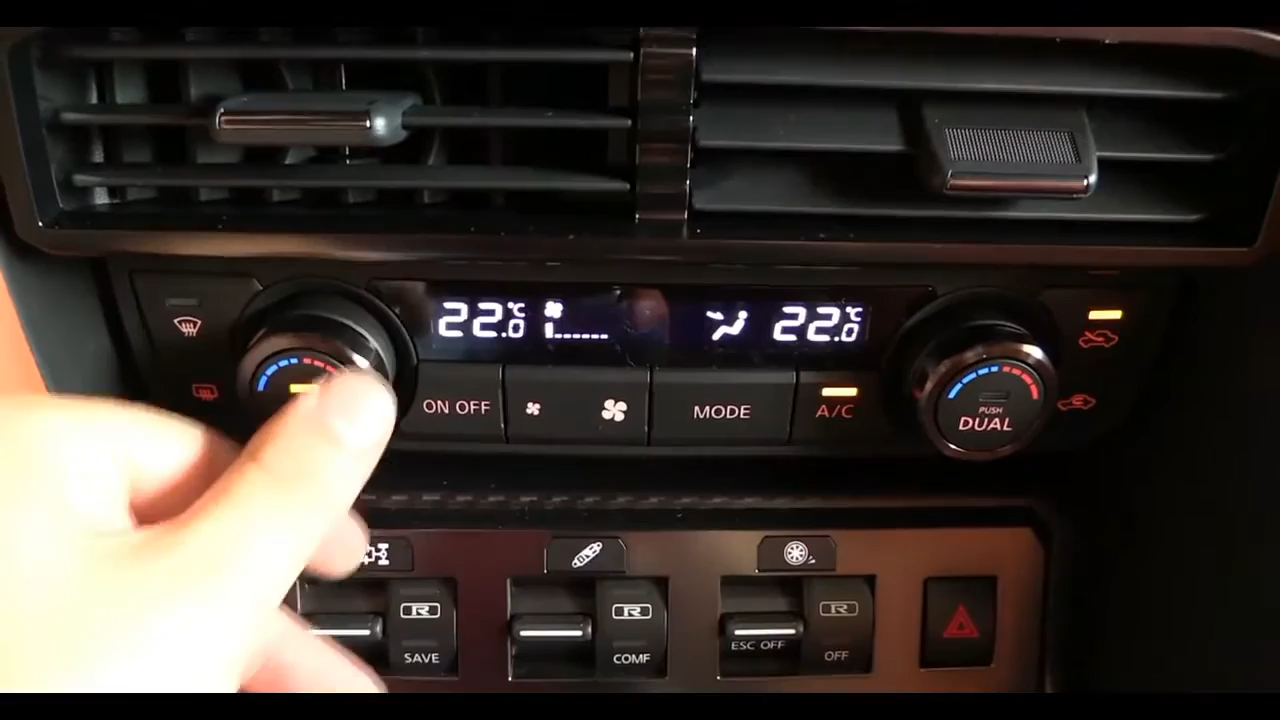 22.0°C
22.0°C
ON OFF
MODE
A/C
PUSH
DUAL
R
SAVE
R
COMF
ESC OFF
R
OFF